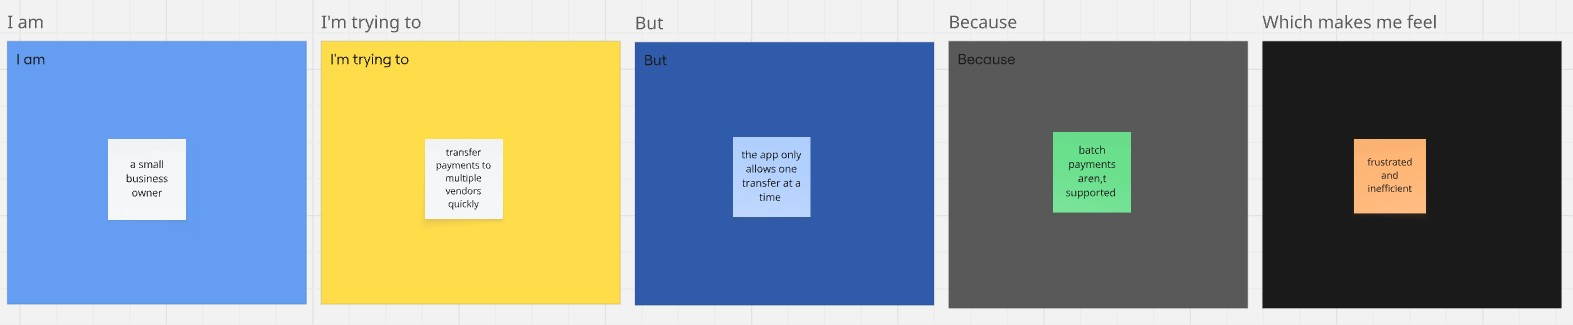 I am
I'm trying to
But
Because
Which makes me feel
I am
I'm trying to
But
Because
a small
business
owner
transfer
payments to
multiple
vendors
quickly
the app only
allows one
transfer at a
time
batch
payments
aren,t
supported
frustrated
and
inefficient